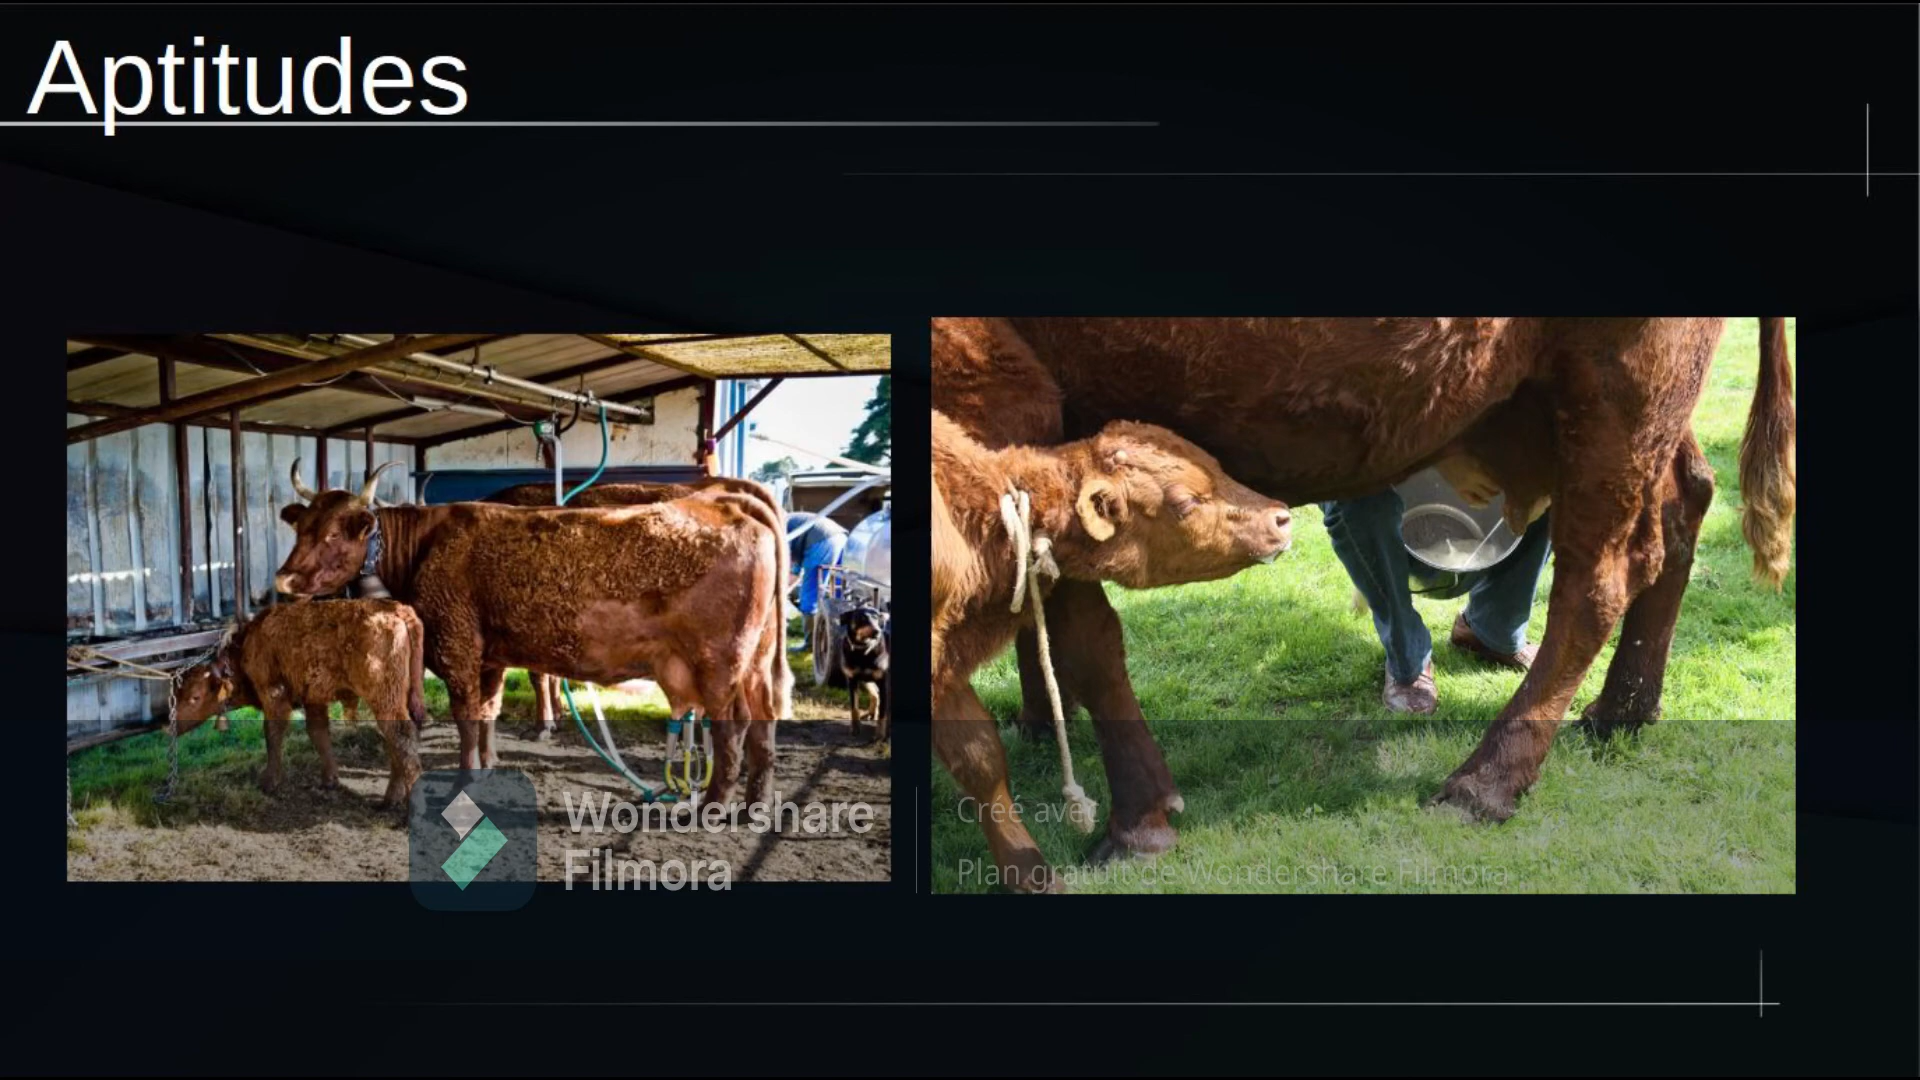 Aptitudes
Wondershare
Filmora
Créé avec
Plan gratuit de Wondershare Filmora